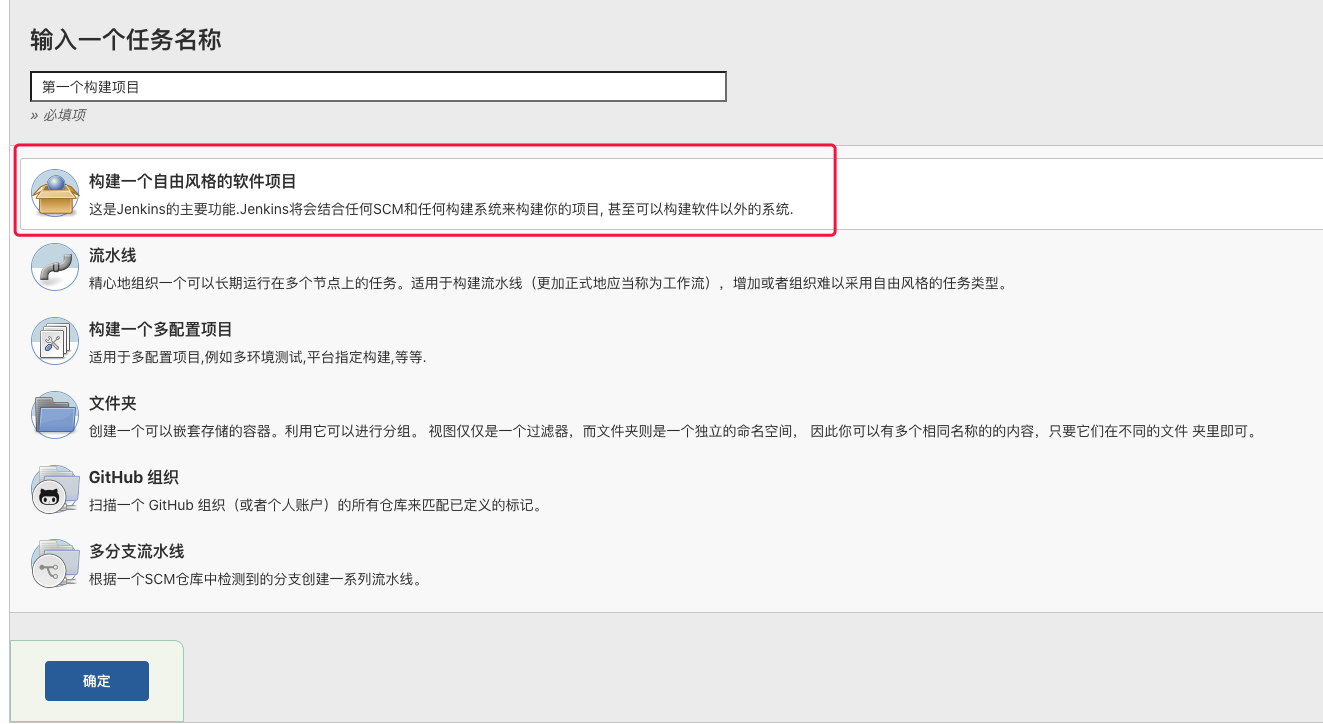 输入一个任务名称
第一个构建项目
» 必填项
构建一个自由风格的软件项目
这是Jenkins的主要功能.Jenkins将会结合任何SCM和任何构建系统来构建你的项目, 甚至可以构建软件以外的系统.
流水线
精心地组织一个可以长期运行在多个节点上的任务。适用于构建流水线（更加正式地应当称为工作流），增加或者组织难以采用自由风格的任务类型。
构建一个多配置项目
适用于多配置项目,例如多环境测试,平台指定构建,等等.
文件夹
创建一个可以嵌套存储的容器。利用它可以进行分组。 视图仅仅是一个过滤器，而文件夹则是一个独立的命名空间， 因此你可以有多个相同名称的的内容，只要它们在不同的文件 夹里即可。
GitHub 组织
扫描一个 GitHub 组织（或者个人账户）的所有仓库来匹配已定义的标记。
多分支流水线
根据一个SCM仓库中检测到的分支创建一系列流水线。
确定